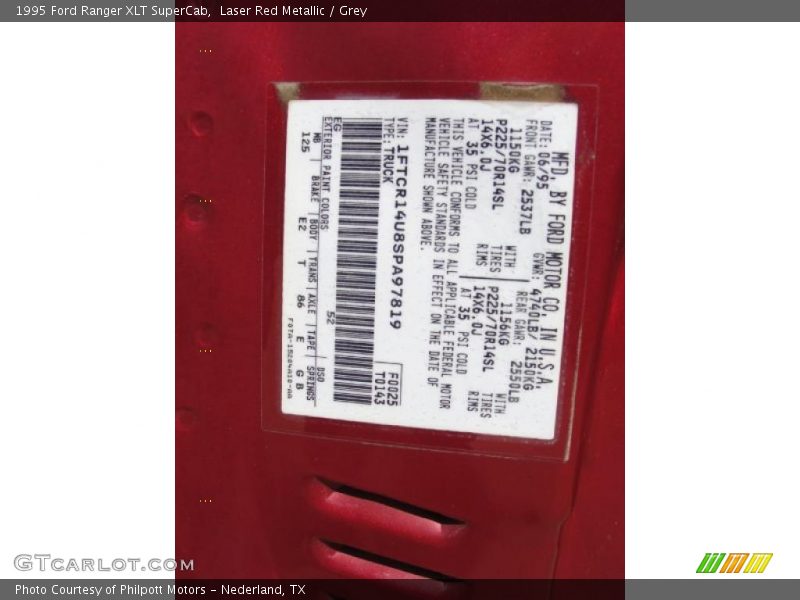 1995 Ford Ranger XLT SuperCab,  Laser Red Metallic / Grey
MFD. BY FORD MOTOR CO. IN U.S.A.
DATE: 06/95 GVWR: 4740LB/ 2150KG
FRONT GAWR: 2537LB REAR GAWR: 2550LB
1150KG WITH 1156KG WITH
P225/70R14SL TIRES P225/70R14SL TIRES
14X6.0J RIMS 14X6.0J RIMS
AT 35 PSI COLD AT 35 PSI COLD
THIS VEHICLE CONFORMS TO ALL APPLICABLE FEDERAL MOTOR
VEHICLE SAFETY STANDARDS IN EFFECT ON THE DATE OF
MANUFACTURE SHOWN ABOVE.
VIN: 1FTCR14U8SPA97819 F0025
TYPE: TRUCK T0143
EG 52
EXTERIOR PAINT COLORS DSO
WB BRAKE BODY TRANS AXLE TAPE SPRINGS
125 E2 T 86 E G B
GTCARLOT.COM
Photo Courtesy of Philpott Motors – Nederland, TX